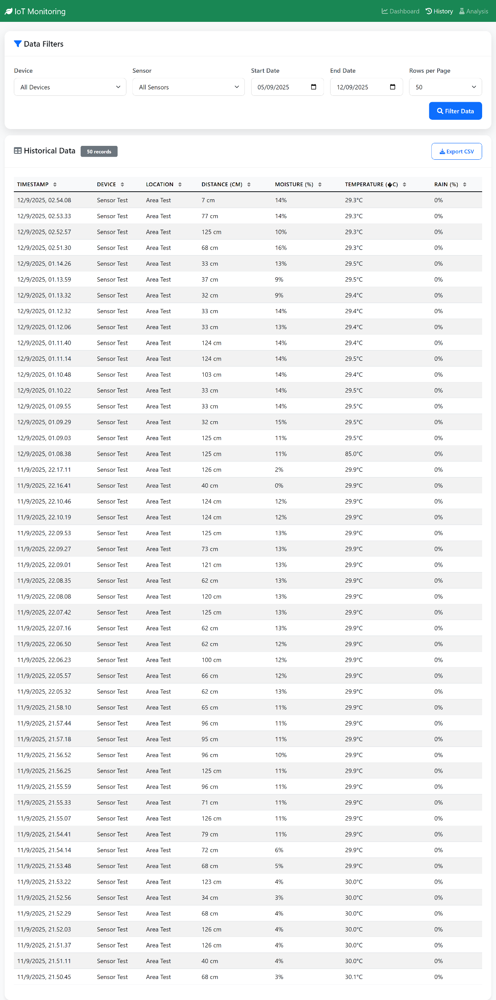 IoT Monitoring Dashboard History Analysis
Data Filters
Device Sensor Start Date End Date Rows per Page
All Devices All Sensors 05/09/2025 12/09/2025 50
Filter Data
Historical Data 50 records Export CSV
TIMESTAMP DEVICE LOCATION DISTANCE (CM) MOISTURE (%) TEMPERATURE (�C) RAIN (%)
12/9/2025, 02.54.08 Sensor Test Area Test 7 cm 14% 29.3°C 0%
12/9/2025, 02.53.33 Sensor Test Area Test 77 cm 14% 29.3°C 0%
12/9/2025, 02.52.57 Sensor Test Area Test 125 cm 10% 29.3°C 0%
12/9/2025, 02.51.30 Sensor Test Area Test 68 cm 16% 29.3°C 0%
12/9/2025, 01.14.26 Sensor Test Area Test 33 cm 13% 29.5°C 0%
12/9/2025, 01.13.59 Sensor Test Area Test 37 cm 9% 29.5°C 0%
12/9/2025, 01.13.32 Sensor Test Area Test 32 cm 9% 29.4°C 0%
12/9/2025, 01.12.32 Sensor Test Area Test 33 cm 14% 29.4°C 0%
12/9/2025, 01.12.06 Sensor Test Area Test 33 cm 13% 29.4°C 0%
12/9/2025, 01.11.40 Sensor Test Area Test 124 cm 14% 29.4°C 0%
12/9/2025, 01.11.14 Sensor Test Area Test 124 cm 14% 29.5°C 0%
12/9/2025, 01.10.48 Sensor Test Area Test 103 cm 14% 29.4°C 0%
12/9/2025, 01.10.22 Sensor Test Area Test 33 cm 14% 29.5°C 0%
12/9/2025, 01.09.55 Sensor Test Area Test 33 cm 14% 29.5°C 0%
12/9/2025, 01.09.29 Sensor Test Area Test 32 cm 15% 29.5°C 0%
12/9/2025, 01.09.03 Sensor Test Area Test 125 cm 11% 29.5°C 0%
12/9/2025, 01.08.38 Sensor Test Area Test 125 cm 11% 85.0°C 0%
11/9/2025, 22.17.11 Sensor Test Area Test 126 cm 2% 29.9°C 0%
11/9/2025, 22.16.41 Sensor Test Area Test 40 cm 0% 29.9°C 0%
11/9/2025, 22.10.46 Sensor Test Area Test 124 cm 12% 29.9°C 0%
11/9/2025, 22.10.19 Sensor Test Area Test 124 cm 12% 29.9°C 0%
11/9/2025, 22.09.53 Sensor Test Area Test 125 cm 13% 29.9°C 0%
11/9/2025, 22.09.27 Sensor Test Area Test 73 cm 13% 29.9°C 0%
11/9/2025, 22.09.01 Sensor Test Area Test 121 cm 13% 29.9°C 0%
11/9/2025, 22.08.35 Sensor Test Area Test 62 cm 13% 29.9°C 0%
11/9/2025, 22.08.08 Sensor Test Area Test 120 cm 13% 29.9°C 0%
11/9/2025, 22.07.42 Sensor Test Area Test 125 cm 13% 29.9°C 0%
11/9/2025, 22.07.16 Sensor Test Area Test 62 cm 13% 29.9°C 0%
11/9/2025, 22.06.50 Sensor Test Area Test 62 cm 12% 29.9°C 0%
11/9/2025, 22.06.23 Sensor Test Area Test 100 cm 12% 29.9°C 0%
11/9/2025, 22.05.57 Sensor Test Area Test 66 cm 12% 29.9°C 0%
11/9/2025, 22.05.32 Sensor Test Area Test 62 cm 13% 29.9°C 0%
11/9/2025, 21.58.10 Sensor Test Area Test 65 cm 11% 29.9°C 0%
11/9/2025, 21.57.44 Sensor Test Area Test 96 cm 11% 29.9°C 0%
11/9/2025, 21.57.18 Sensor Test Area Test 95 cm 11% 29.9°C 0%
11/9/2025, 21.56.52 Sensor Test Area Test 96 cm 10% 29.9°C 0%
11/9/2025, 21.56.25 Sensor Test Area Test 125 cm 11% 29.9°C 0%
11/9/2025, 21.55.59 Sensor Test Area Test 96 cm 11% 29.9°C 0%
11/9/2025, 21.55.33 Sensor Test Area Test 71 cm 11% 29.9°C 0%
11/9/2025, 21.55.07 Sensor Test Area Test 126 cm 11% 29.9°C 0%
11/9/2025, 21.54.41 Sensor Test Area Test 79 cm 11% 29.9°C 0%
11/9/2025, 21.54.14 Sensor Test Area Test 72 cm 6% 29.9°C 0%
11/9/2025, 21.53.48 Sensor Test Area Test 68 cm 5% 29.9°C 0%
11/9/2025, 21.53.22 Sensor Test Area Test 123 cm 4% 30.0°C 0%
11/9/2025, 21.52.56 Sensor Test Area Test 34 cm 3% 30.0°C 0%
11/9/2025, 21.52.29 Sensor Test Area Test 68 cm 4% 30.0°C 0%
11/9/2025, 21.52.03 Sensor Test Area Test 126 cm 4% 30.0°C 0%
11/9/2025, 21.51.37 Sensor Test Area Test 126 cm 4% 30.0°C 0%
11/9/2025, 21.51.11 Sensor Test Area Test 40 cm 4% 30.0°C 0%
11/9/2025, 21.50.45 Sensor Test Area Test 68 cm 3% 30.1°C 0%